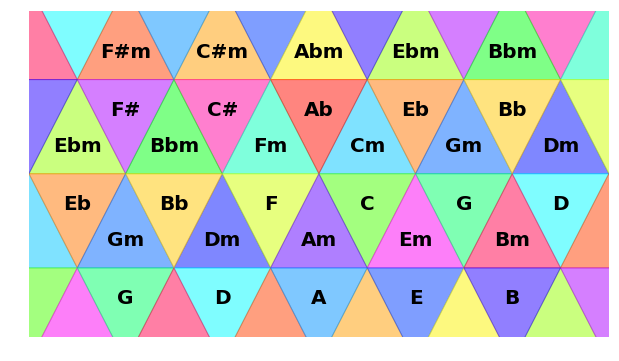 F#m C#m Abm Ebm Bbm
F# C# Ab Eb Bb
Ebm Bbm Fm Cm Gm Dm
Eb Bb F C G D
Gm Dm Am Em Bm
G D A E B